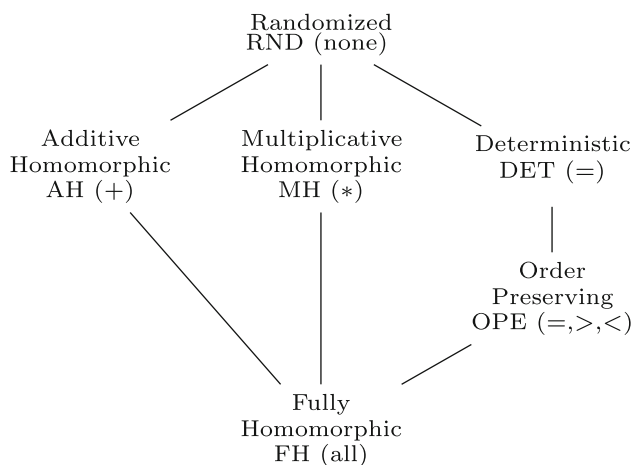 Randomized
RND (none)
Additive
Homomorphic
AH (+)
Multiplicative
Homomorphic
MH (∗)
Deterministic
DET (=)
Order
Preserving
OPE (=,>,<)
Fully
Homomorphic
FH (all)